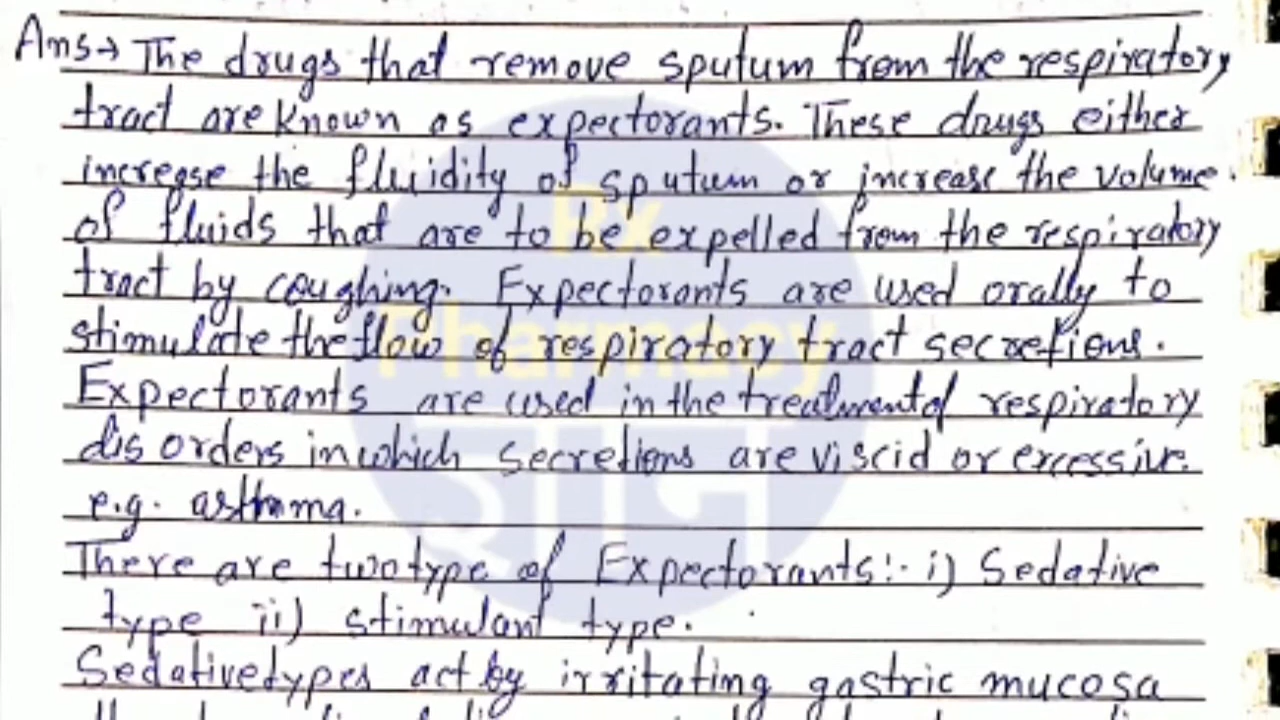 Ans→ The drugs that remove sputum from the respiratory
tract are known as expectorants. These drugs either
increase the fluidity of sputum or increase the volume
of fluids that are to be expelled from the respiratory
tract by coughing. Expectorants are used orally to
stimulate the flow of respiratory tract secretions.
Expectorants are used in the treatment of respiratory
disorders in which secretions are viscid or excessive.
e.g. asthma.
There are two type of Expectorants:- i) Sedative
type ii) stimulant type.
Sedative types act by irritating gastric mucosa
Rx
Pharmacy
ज्ञान